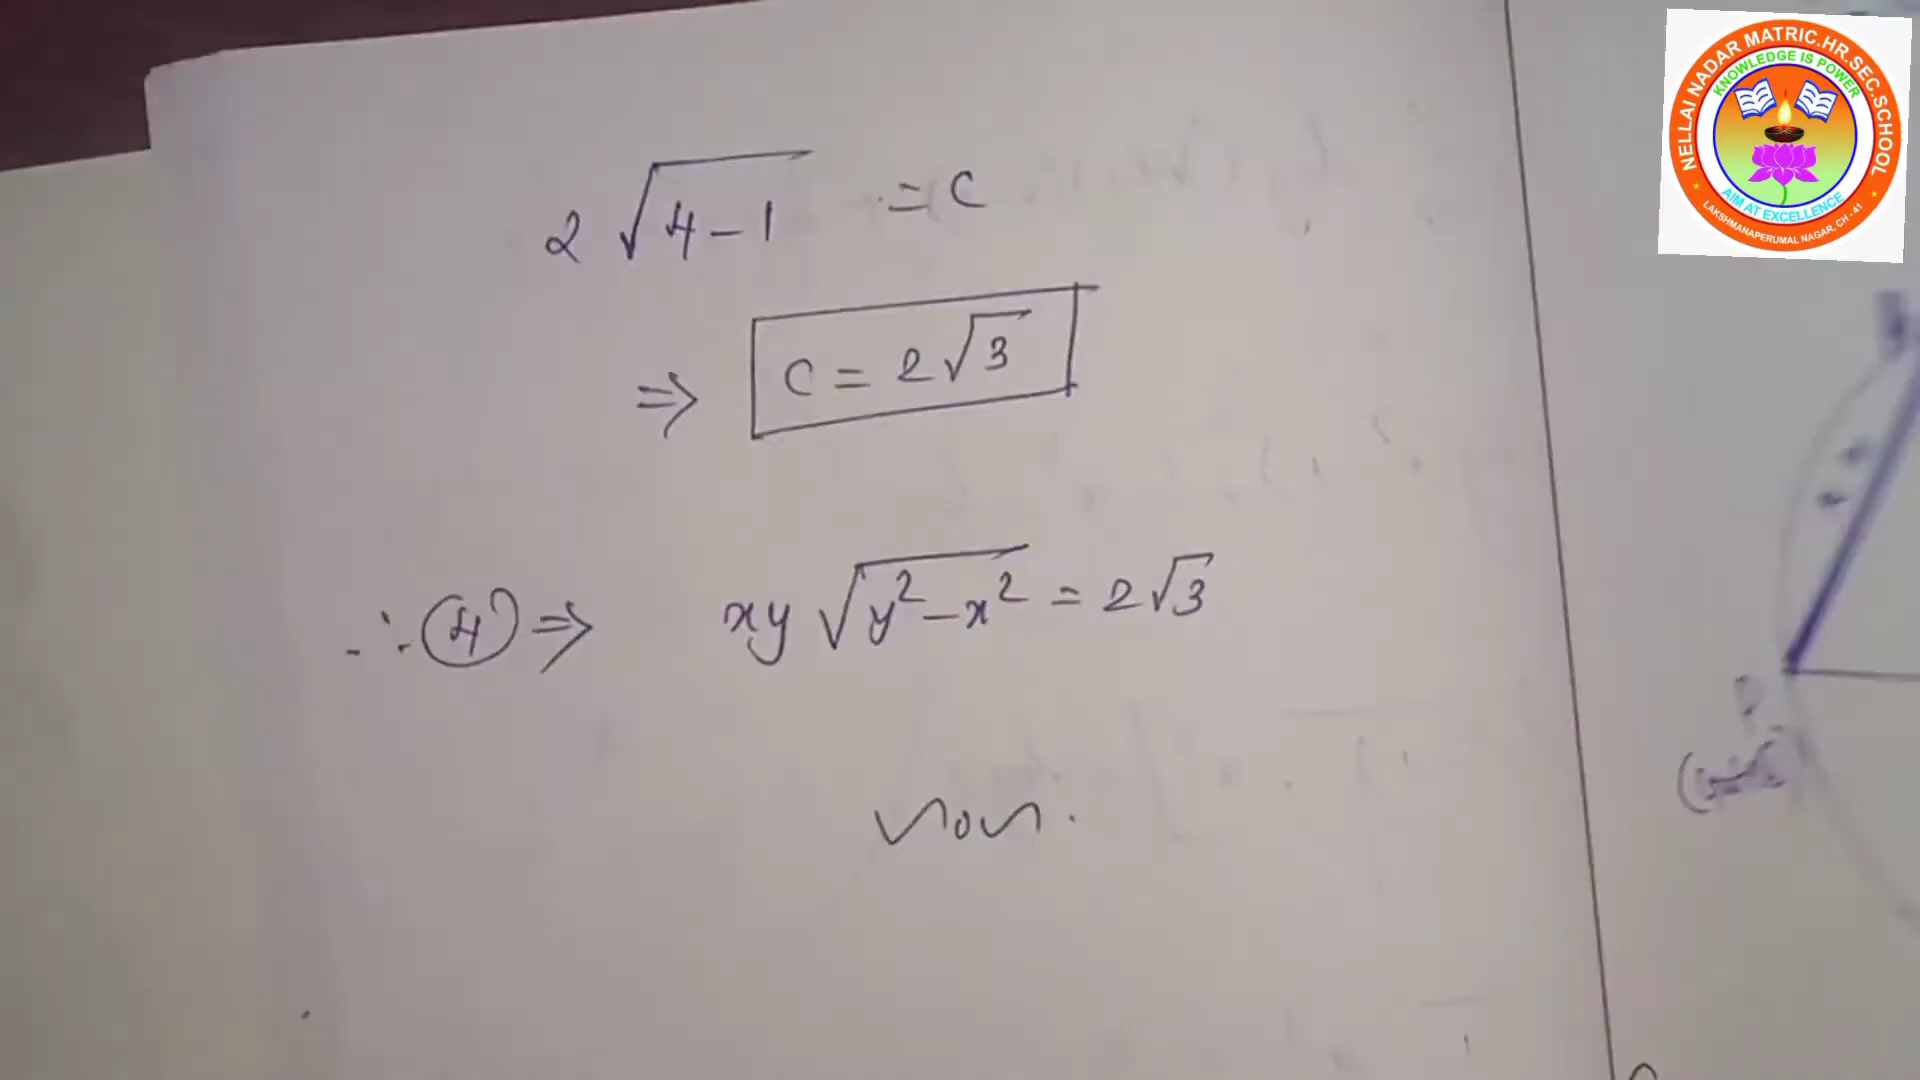 2 √4-1 = C
⇒ C = 2√3
∴ ④ ⇒ xy √y²-x² = 2√3
NELLAI NADAR MATRIC.HR.SEC.SCHOOL
KNOWLEDGE IS POWER
AIM AT EXCELLENCE
LAKSHMANAPERUMAL NAGAR. CH - 41